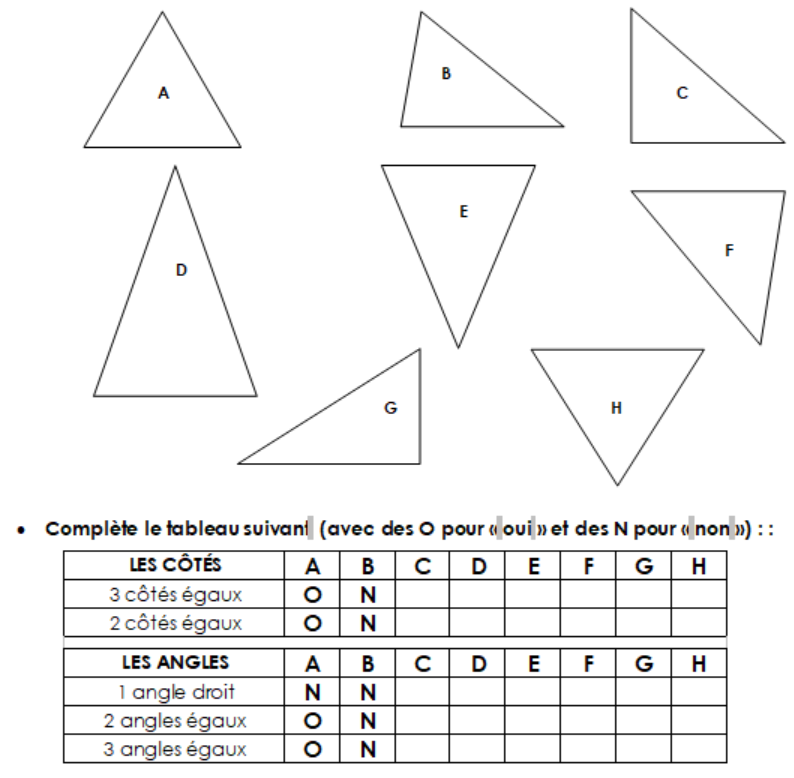 A
B
C
D
E
F
G
H
• Complète le tableau suivant (avec des O pour « oui » et des N pour « non ») : :
LES CÔTÉS A B C D E F G H
3 côtés égaux O N
2 côtés égaux O N
LES ANGLES A B C D E F G H
1 angle droit N N
2 angles égaux O N
3 angles égaux O N